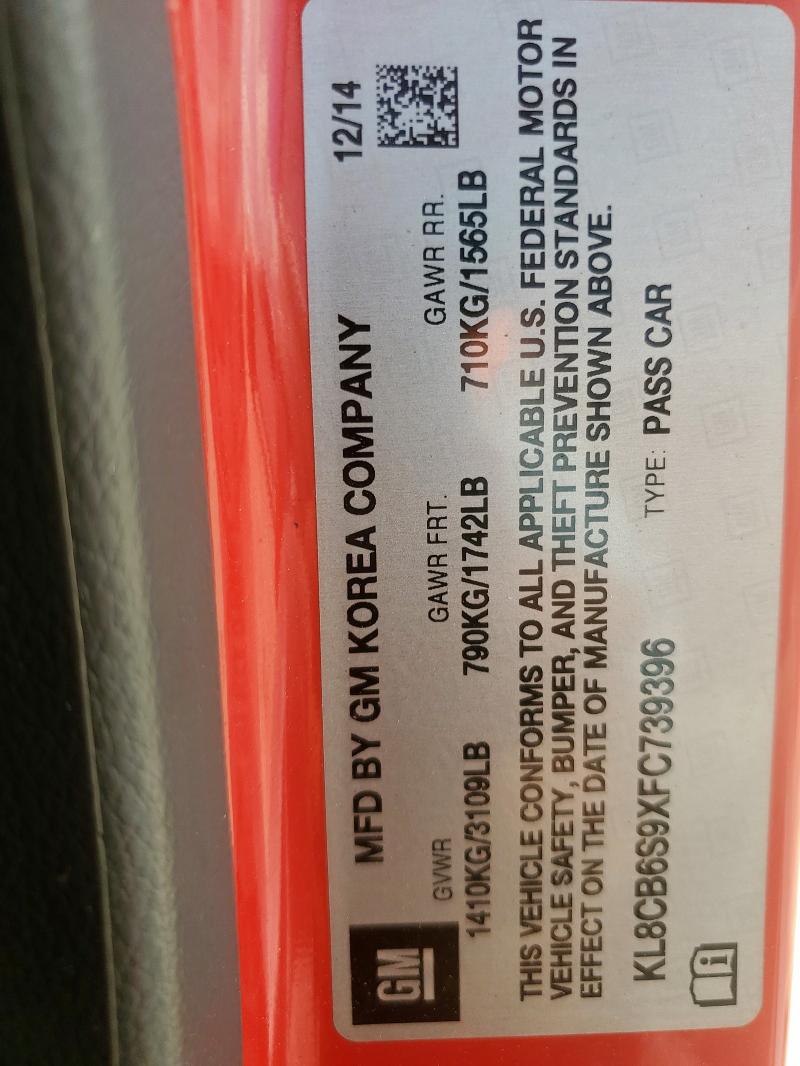 GM
MFD BY GM KOREA COMPANY 12/14
GVWR GAWR FRT. GAWR RR.
1410KG/3109LB 790KG/1742LB 710KG/1565LB
THIS VEHICLE CONFORMS TO ALL APPLICABLE U.S. FEDERAL MOTOR
VEHICLE SAFETY, BUMPER, AND THEFT PREVENTION STANDARDS IN
EFFECT ON THE DATE OF MANUFACTURE SHOWN ABOVE.
KL8CB6S9XFC739396 TYPE: PASS CAR